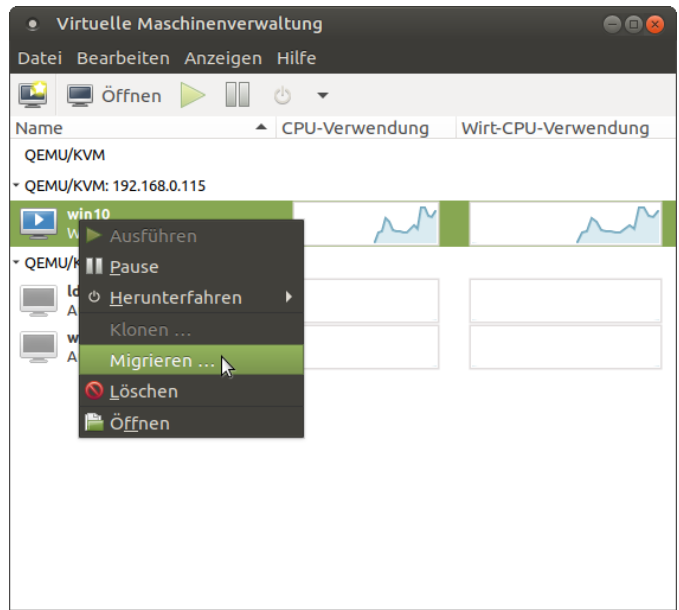 Virtuelle Maschinenverwaltung
Datei Bearbeiten Anzeigen Hilfe
Öffnen
Name CPU-Verwendung Wirt-CPU-Verwendung
QEMU/KVM
QEMU/KVM: 192.168.0.115
win10
Ausführen
Pause
Herunterfahren
Klonen ...
Migrieren ...
Löschen
Öffnen